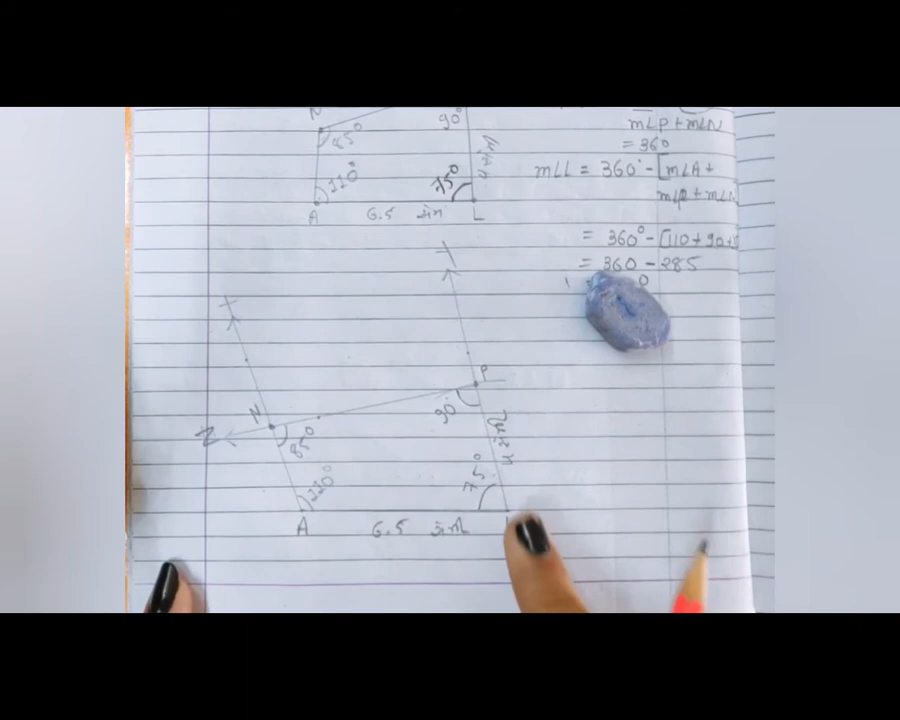 N
85°
90°
110°
75°
A
6.5 सेमी
L
m∠P + m∠N
= 360
m∠L = 360° - [m∠A +
m∠P + m∠N
= 360° - [110 + 90 +
= 360 - 285
P
90°
N
85°
110°
75°
A
6.5 सेमी